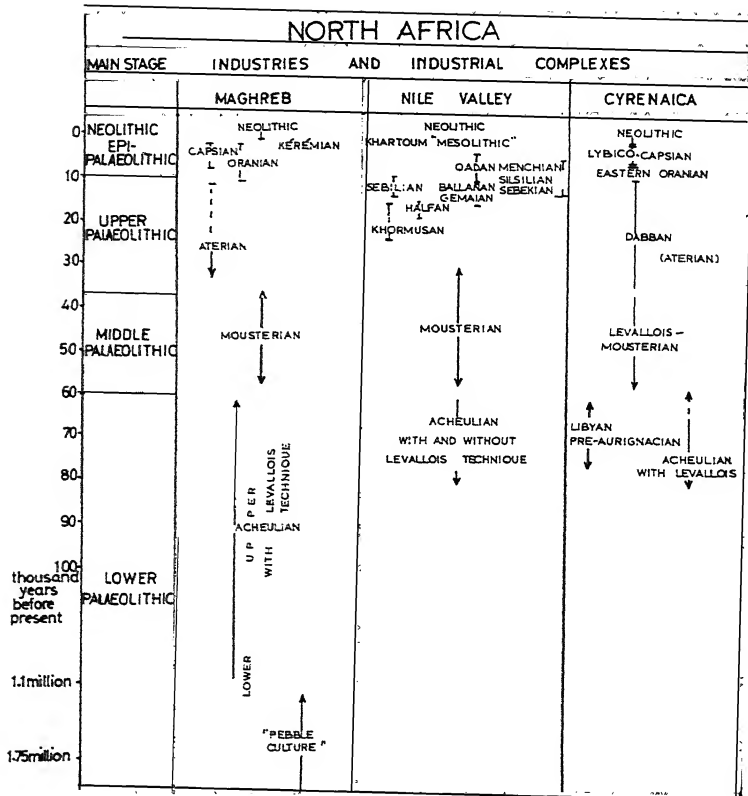 NORTH AFRICA
MAIN STAGE INDUSTRIES AND INDUSTRIAL COMPLEXES
MAGHREB NILE VALLEY CYRENAICA
0
10
20
30
40
50
60
70
80
90
100
thousand
years
before
present
1.1million
1.75million
NEOLITHIC
EPI-
PALAEOLITHIC
UPPER
PALAEOLITHIC
MIDDLE
PALAEOLITHIC
LOWER
PALAEOLITHIC
NEOLITHIC
KEREMIAN
CAPSIAN
ORANIAN
ATERIAN
MOUSTERIAN
UPPER
ACHEULIAN
WITH LEVALLOIS
TECHNIQUE
LOWER
"PEBBLE
CULTURE"
NEOLITHIC
KHARTOUM "MESOLITHIC"
QADAN MENCHIAN
SILSILIAN
SEBILIAN BALLANAN SEBEKIAN
GEMAIAN
HALFAN
KHORMUSAN
MOUSTERIAN
ACHEULIAN
WITH AND WITHOUT
LEVALLOIS TECHNIQUE
NEOLITHIC
LYBICO-CAPSIAN
EASTERN ORANIAN
DABBAN
(ATERIAN)
LEVALLOIS-
MOUSTERIAN
LIBYAN
PRE-AURIGNACIAN
ACHEULIAN
WITH LEVALLOIS